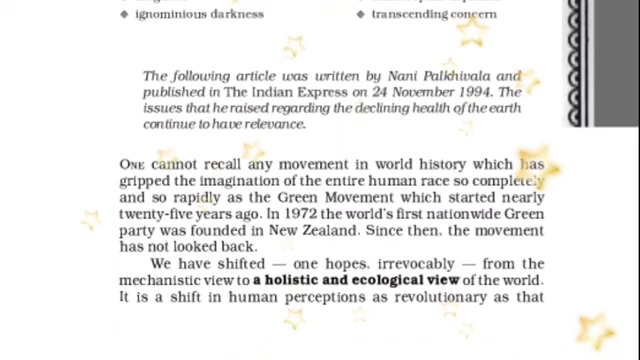 ◆ ignominious darkness
◆ transcending concern
The following article was written by Nani Palkhivala and
published in The Indian Express on 24 November 1994. The
issues that he raised regarding the declining health of the earth
continue to have relevance.
ONE cannot recall any movement in world history which has
gripped the imagination of the entire human race so completely
and so rapidly as the Green Movement which started nearly
twenty-five years ago. In 1972 the world's first nationwide Green
party was founded in New Zealand. Since then, the movement
has not looked back.
We have shifted — one hopes, irrevocably — from the
mechanistic view to a holistic and ecological view of the world.
It is a shift in human perceptions as revolutionary as that